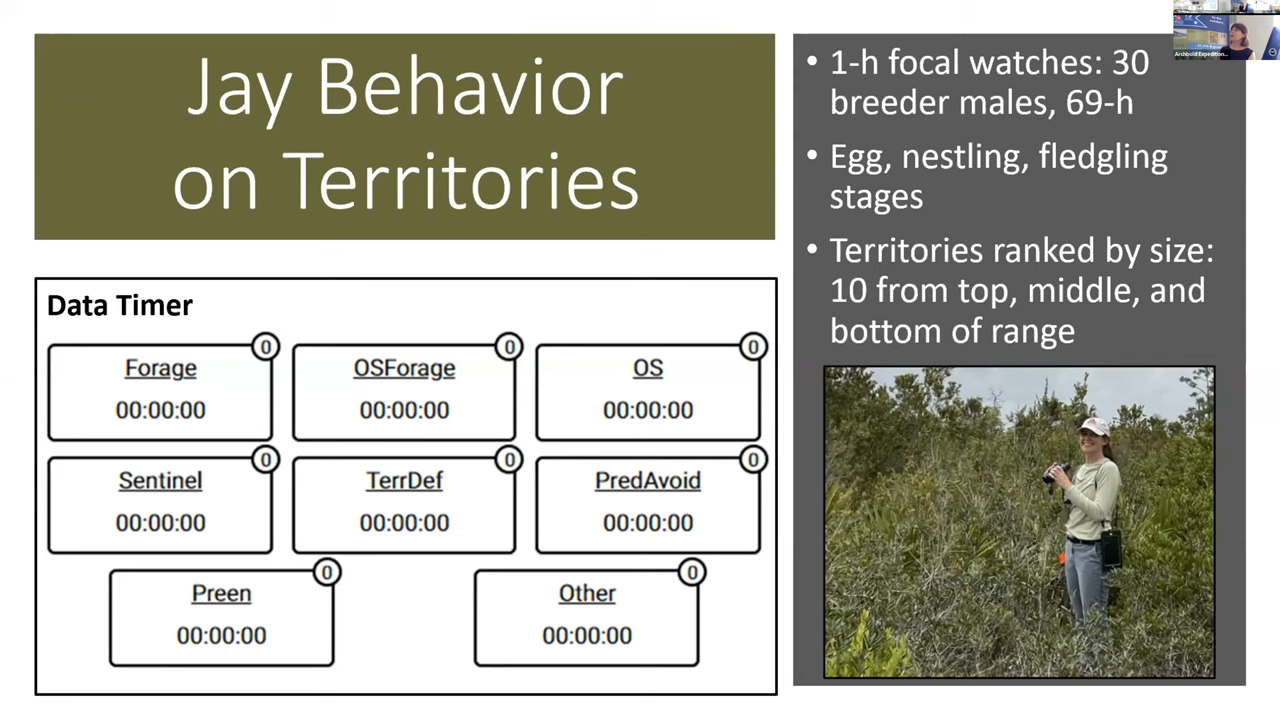 Jay Behavior
on Territories
Data Timer
0
0
0
Forage
OSForage
OS
00:00:00
00:00:00
00:00:00
0
0
0
Sentinel
TerrDef
PredAvoid
00:00:00
00:00:00
00:00:00
0
0
Preen
Other
00:00:00
00:00:00
• 1-h focal watches: 30
breeder males, 69-h
• Egg, nestling, fledgling
stages
• Territories ranked by size:
10 from top, middle, and
bottom of range
Archbold Expedition...